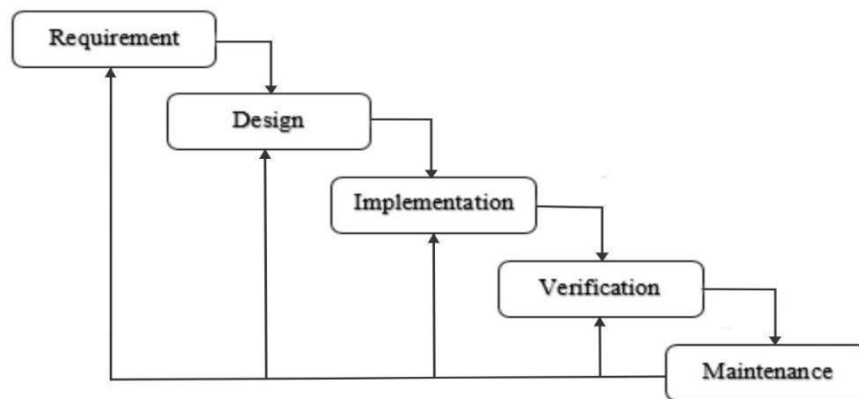 Requirement
Design
Implementation
Verification
Maintenance